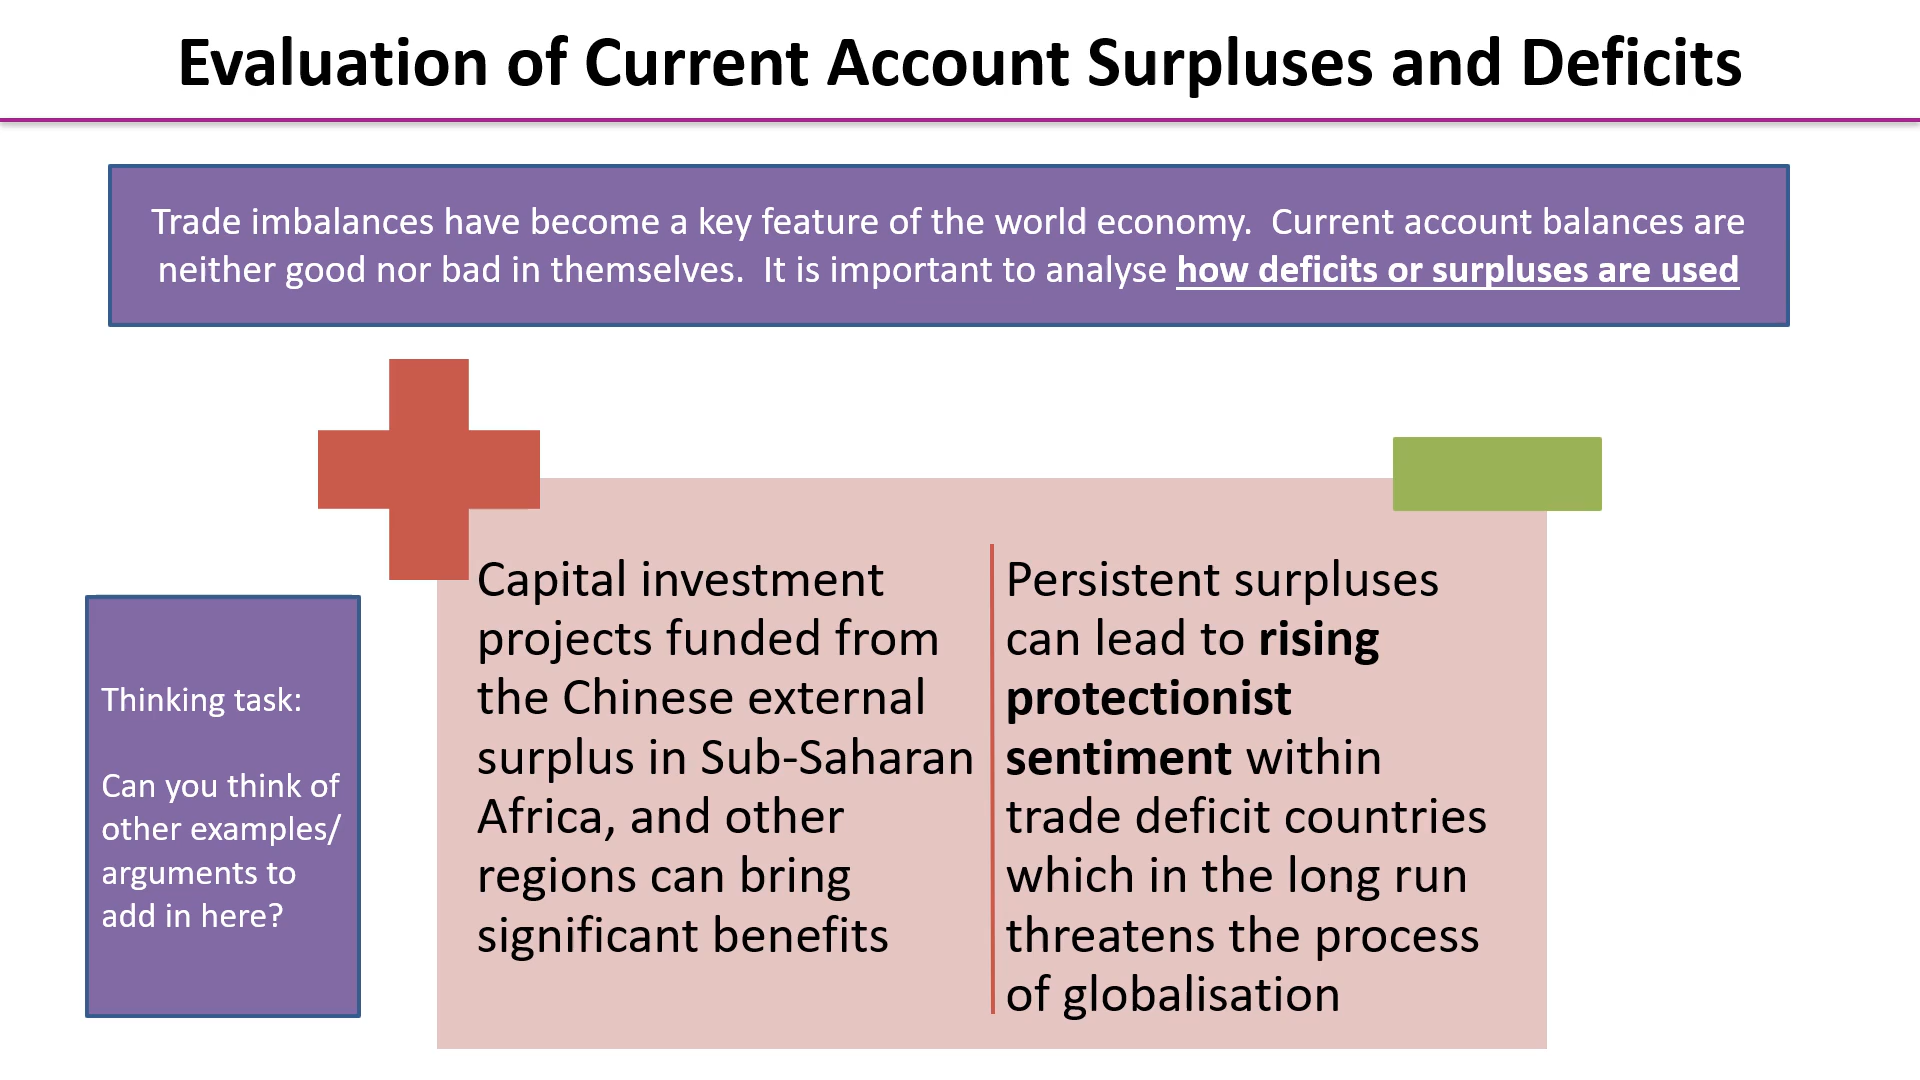 Evaluation of Current Account Surpluses and Deficits
Trade imbalances have become a key feature of the world economy.  Current account balances are
neither good nor bad in themselves.  It is important to analyse how deficits or surpluses are used
Thinking task:
Can you think of
other examples/
arguments to
add in here?
Capital investment
projects funded from
the Chinese external
surplus in Sub-Saharan
Africa, and other
regions can bring
significant benefits
Persistent surpluses
can lead to rising
protectionist
sentiment within
trade deficit countries
which in the long run
threatens the process
of globalisation